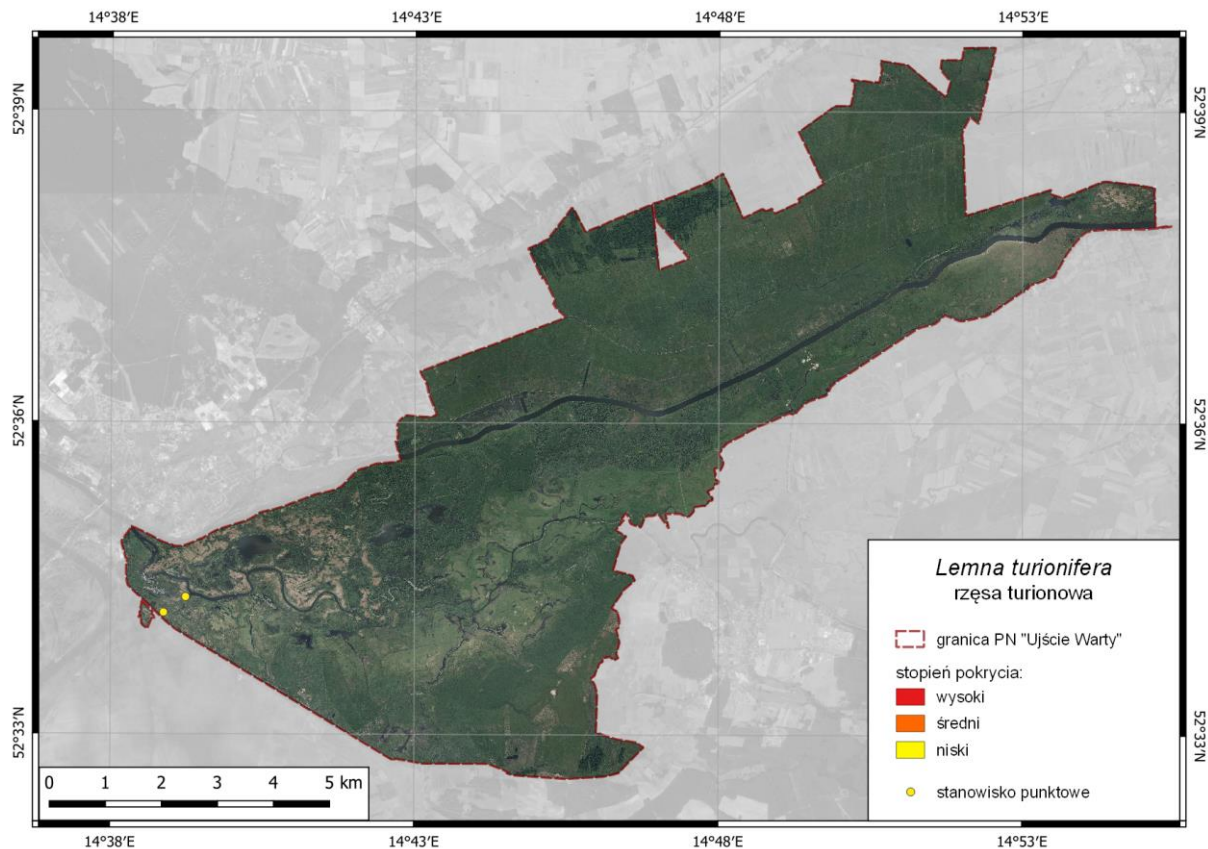 14°38'E 14°43'E 14°48'E 14°53'E
52°39'N 52°39'N
52°36'N 52°36'N
52°33'N 52°33'N
Lemna turionifera
rzęsa turionowa
granica PN "Ujście Warty"
stopień pokrycia:
wysoki
średni
niski
stanowisko punktowe
0 1 2 3 4 5 km
14°38'E 14°43'E 14°48'E 14°53'E